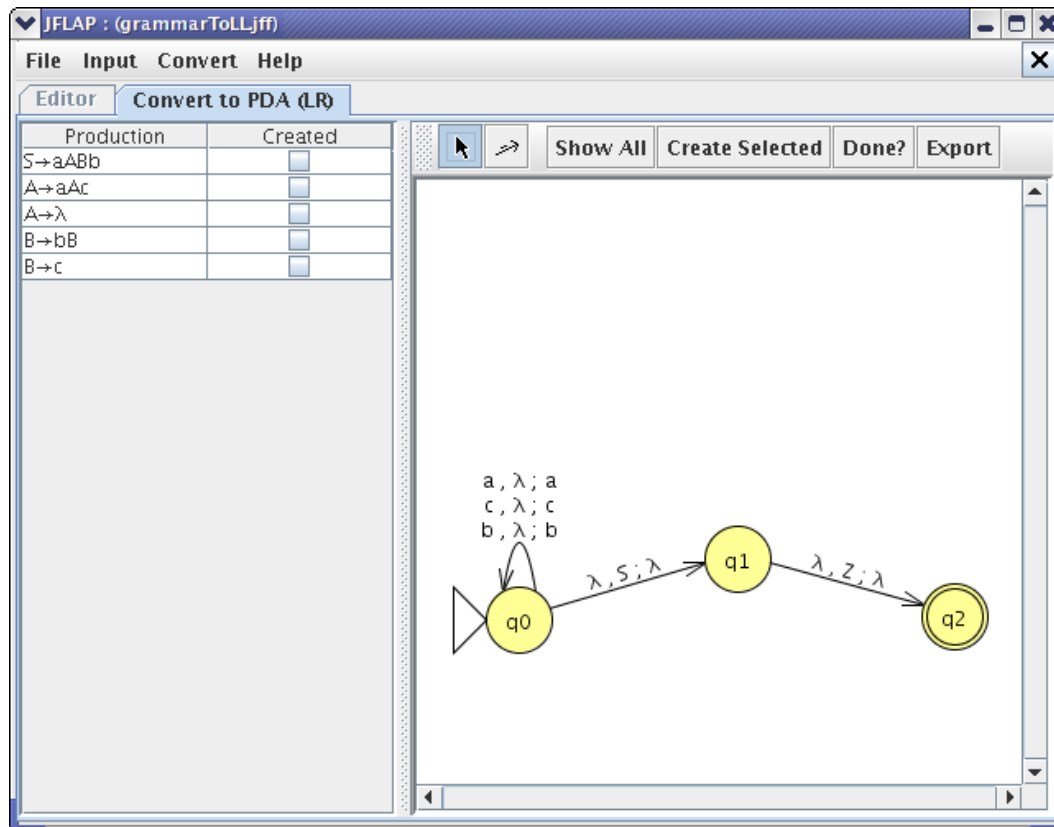 JFLAP : (grammarToLL.jff)
File Input Convert Help
Editor Convert to PDA (LR)
Production Created
S→aABb
A→aAc
A→λ
B→bB
B→c
Show All Create Selected Done? Export
a , λ ; a
c , λ ; c
b , λ ; b
λ , S ; λ
q1
λ , Z ; λ
q0
q2